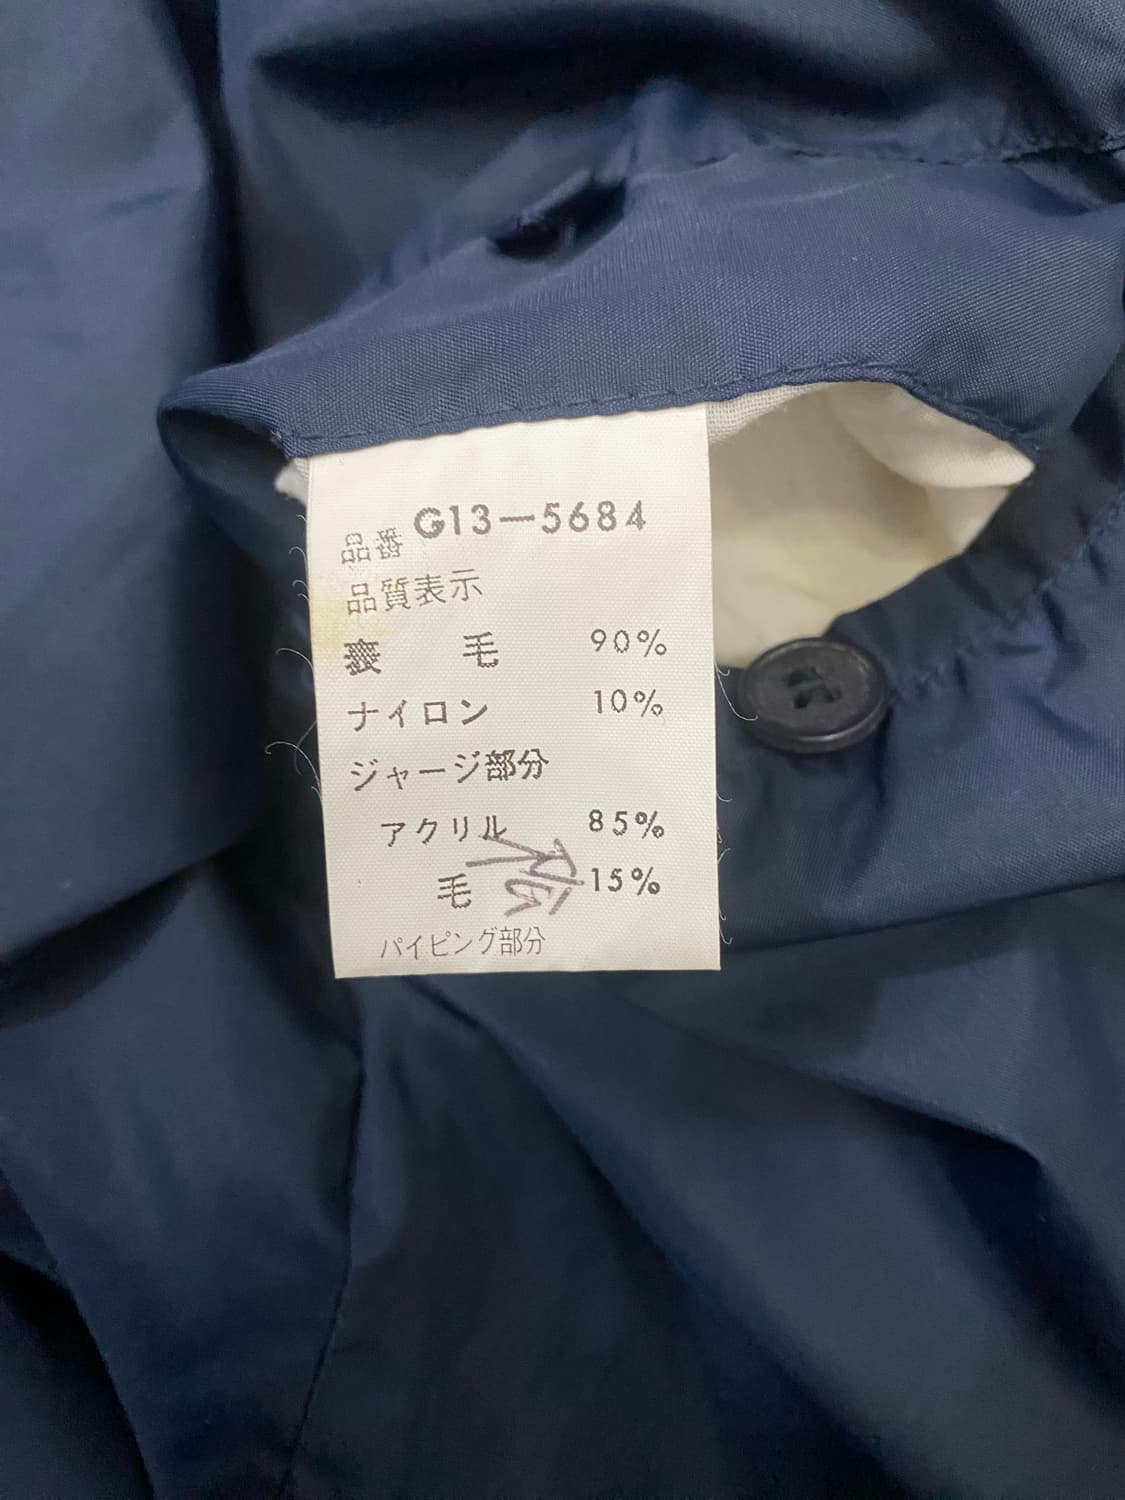 品番 G13-5684
品質表示
表 毛 90%
ナイロン 10%
ジャージ部分
アクリル 85%
毛 15%
パイピング部分